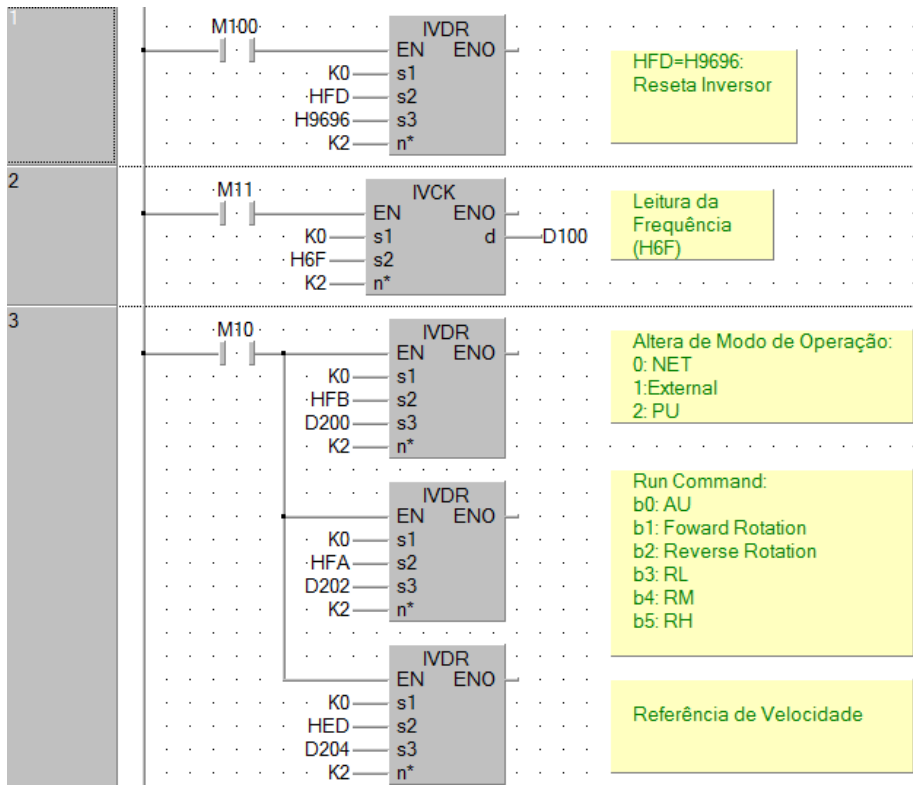 1
M100
IVDR
EN ENO
K0 s1
HFD s2
H9696 s3
K2 n*
HFD=H9696:
Reseta Inversor
2
M11
IVCK
EN ENO
K0 s1 d D100
H6F s2
K2 n*
Leitura da
Frequência
(H6F)
3
M10
IVDR
EN ENO
K0 s1
HFB s2
D200 s3
K2 n*
Altera de Modo de Operação:
0: NET
1:External
2: PU
IVDR
EN ENO
K0 s1
HFA s2
D202 s3
K2 n*
Run Command:
b0: AU
b1: Foward Rotation
b2: Reverse Rotation
b3: RL
b4: RM
b5: RH
IVDR
EN ENO
K0 s1
HED s2
D204 s3
K2 n*
Referência de Velocidade